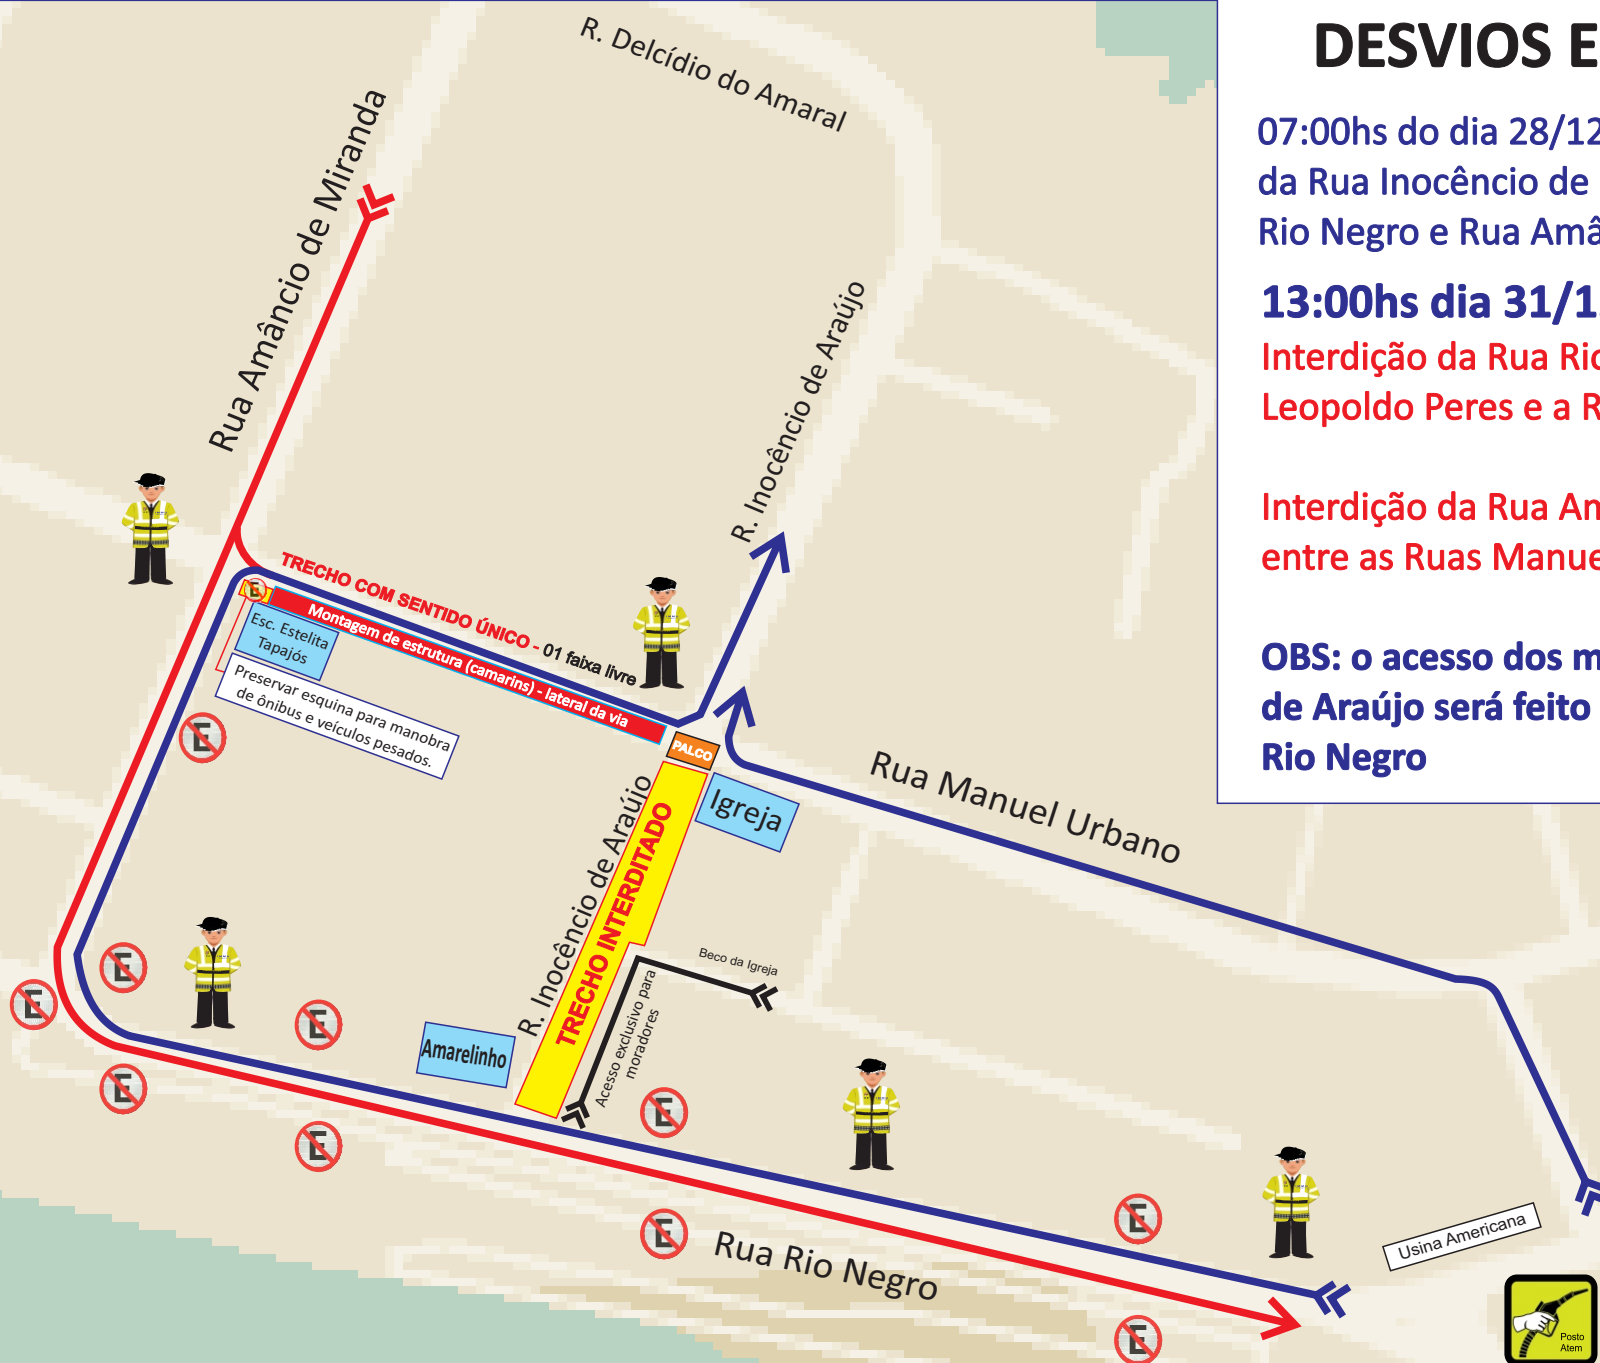 R. Delcídio do Amaral
Rua Amâncio de Miranda
R. Inocêncio de Araújo
TRECHO COM SENTIDO ÚNICO - 01 faixa livre
Montagem de estrutura (camarins) - lateral da via
E
Esc. Estelita
Tapajós
Preservar esquina para manobra
de ônibus e veículos pesados.
E
PALCO
Igreja
Rua Manuel Urbano
R. Inocêncio de Araújo
TRECHO INTERDITADO
Beco da Igreja
Acesso exclusivo para
moradores
Amarelinho
E
E
E
E
E
E
E
E
E
Rua Rio Negro
Usina Americana
Posto
Atem
DESVIOS E
07:00hs do dia 28/12
da Rua Inocêncio de
Rio Negro e Rua Amâ
13:00hs dia 31/1
Interdição da Rua Rio
Leopoldo Peres e a R
Interdição da Rua Am
entre as Ruas Manue
OBS: o acesso dos m
de Araújo será feito
Rio Negro